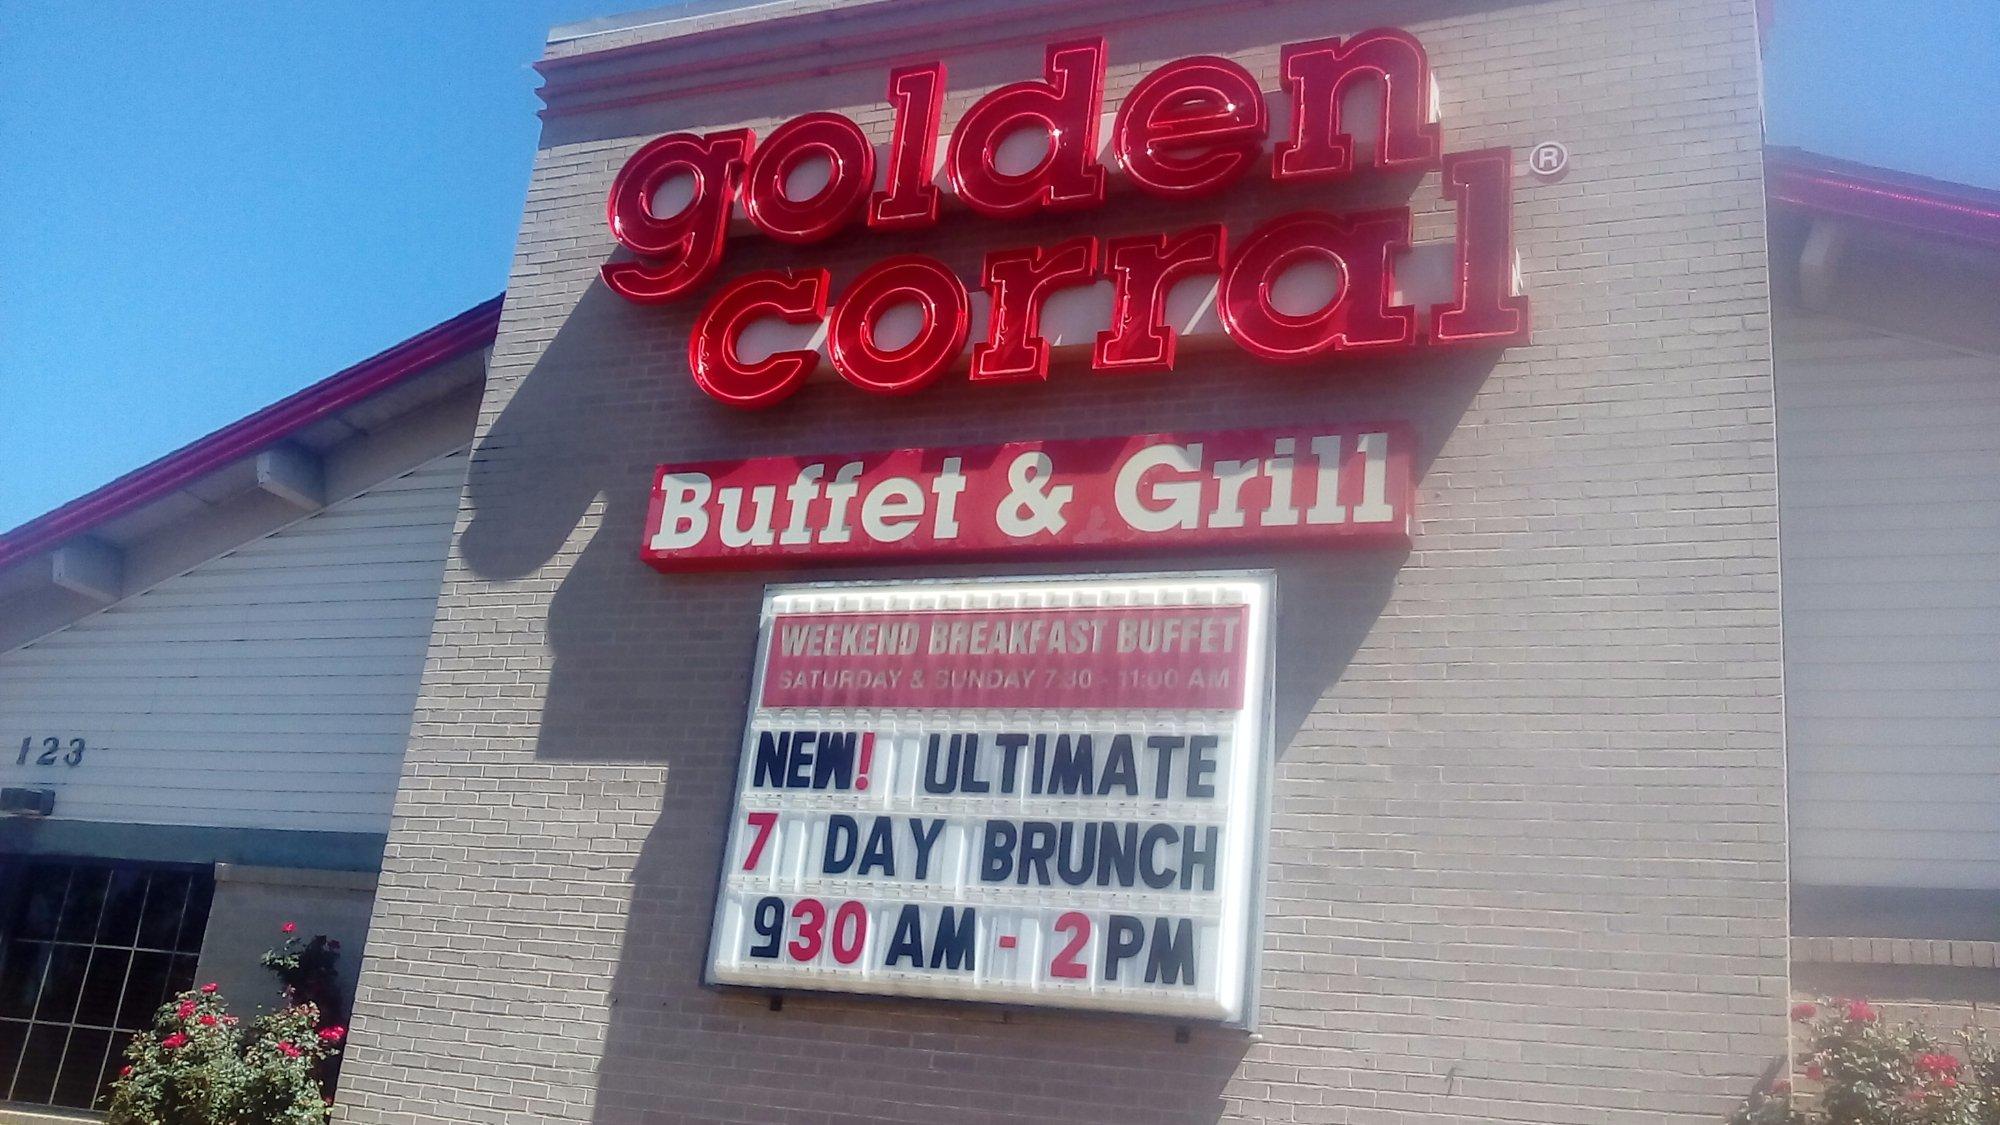 golden
corral ®
Buffet & Grill
WEEKEND BREAKFAST BUFFET
SATURDAY & SUNDAY 7:30 - 11:00 AM
NEW! ULTIMATE
7 DAY BRUNCH
930 AM - 2 PM
123